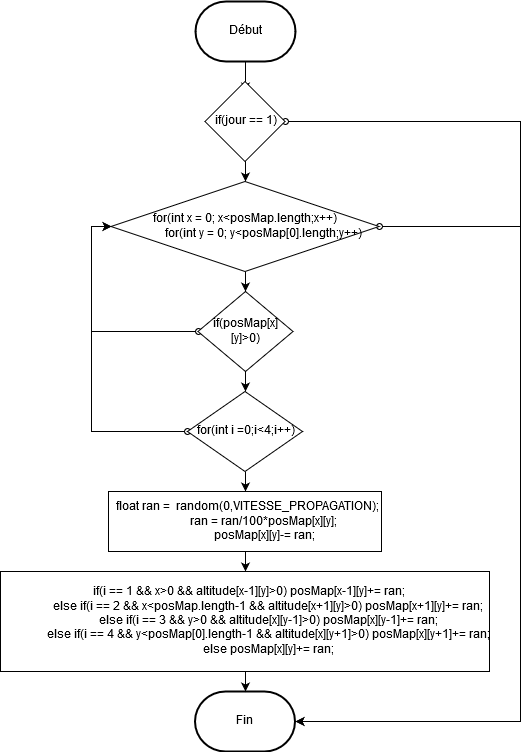 Début
if(jour == 1)
for(int x = 0; x<posMap.length;x++)
for(int y = 0; y<posMap[0].length;y++)
if(posMap[x]
[y]>0)
for(int i =0;i<4;i++)
float ran = random(0,VITESSE_PROPAGATION);
ran = ran/100*posMap[x][y];
posMap[x][y]-= ran;
if(i == 1 && x>0 && altitude[x-1][y]>0) posMap[x-1][y]+= ran;
else if(i == 2 && x<posMap.length-1 && altitude[x+1][y]>0) posMap[x+1][y]+= ran;
else if(i == 3 && y>0 && altitude[x][y-1]>0) posMap[x][y-1]+= ran;
else if(i == 4 && y<posMap[0].length-1 && altitude[x][y+1]>0) posMap[x][y+1]+= ran;
else posMap[x][y]+= ran;
Fin